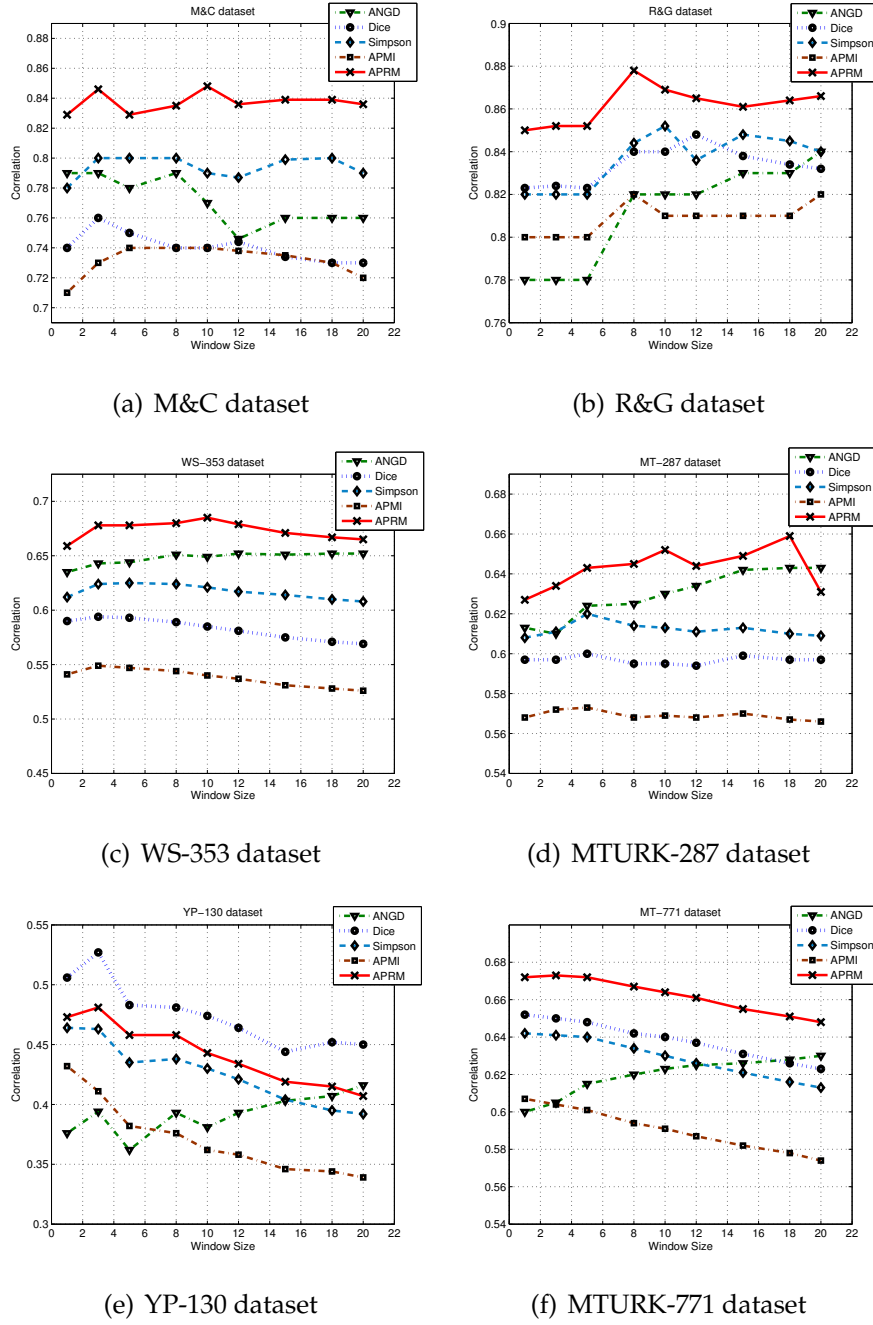 M&C dataset
ANGD
Dice
Simpson
APMI
APRM
Correlation
0.88
0.86
0.84
0.82
0.8
0.78
0.76
0.74
0.72
0.7
0 2 4 6 8 10 12 14 16 18 20 22
Window Size
(a) M&C dataset
R&G dataset
ANGD
Dice
Simpson
APMI
APRM
Correlation
0.9
0.88
0.86
0.84
0.82
0.8
0.78
0.76
0 2 4 6 8 10 12 14 16 18 20 22
Window Size
(b) R&G dataset
WS-353 dataset
ANGD
Dice
Simpson
APMI
APRM
Correlation
0.7
0.65
0.6
0.55
0.5
0.45
0 2 4 6 8 10 12 14 16 18 20 22
Window Size
(c) WS-353 dataset
MT-287 dataset
ANGD
Dice
Simpson
APMI
APRM
Correlation
0.68
0.66
0.64
0.62
0.6
0.58
0.56
0.54
0 2 4 6 8 10 12 14 16 18 20 22
Window Size
(d) MTURK-287 dataset
YP-130 dataset
ANGD
Dice
Simpson
APMI
APRM
Correlation
0.55
0.5
0.45
0.4
0.35
0.3
0 2 4 6 8 10 12 14 16 18 20 22
Window Size
(e) YP-130 dataset
MT-771 dataset
ANGD
Dice
Simpson
APMI
APRM
Correlation
0.7
0.68
0.66
0.64
0.62
0.6
0.58
0.56
0.54
0 2 4 6 8 10 12 14 16 18 20 22
Window Size
(f) MTURK-771 dataset